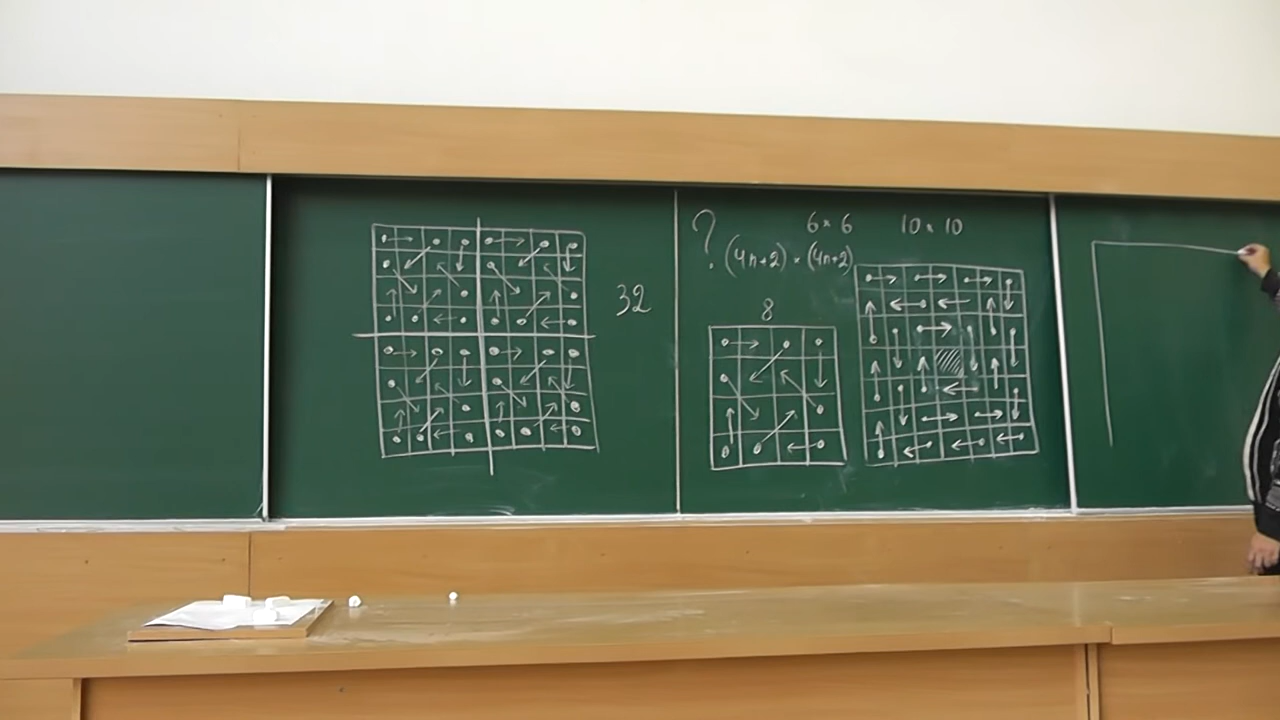 32
? 6 × 6 10 × 10
(4n+2) × (4n+2)
8